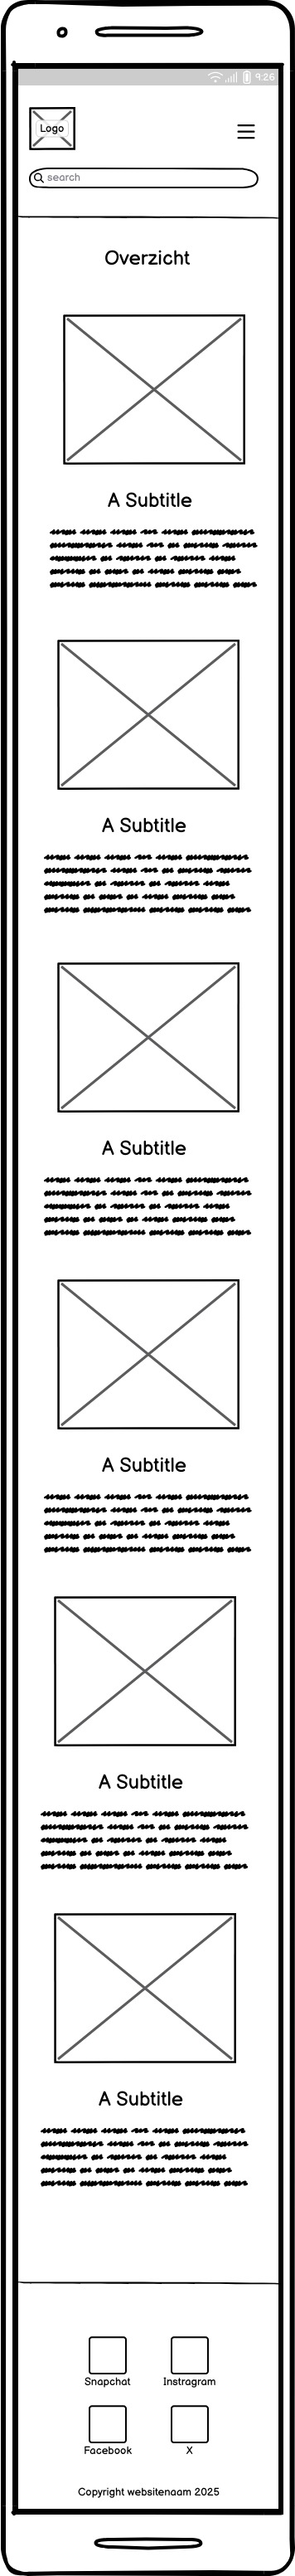 9:26
Logo
search
Overzicht
A Subtitle
A Subtitle
A Subtitle
A Subtitle
A Subtitle
A Subtitle
Snapchat
Instragram
Facebook
X
Copyright websitenaam 2025